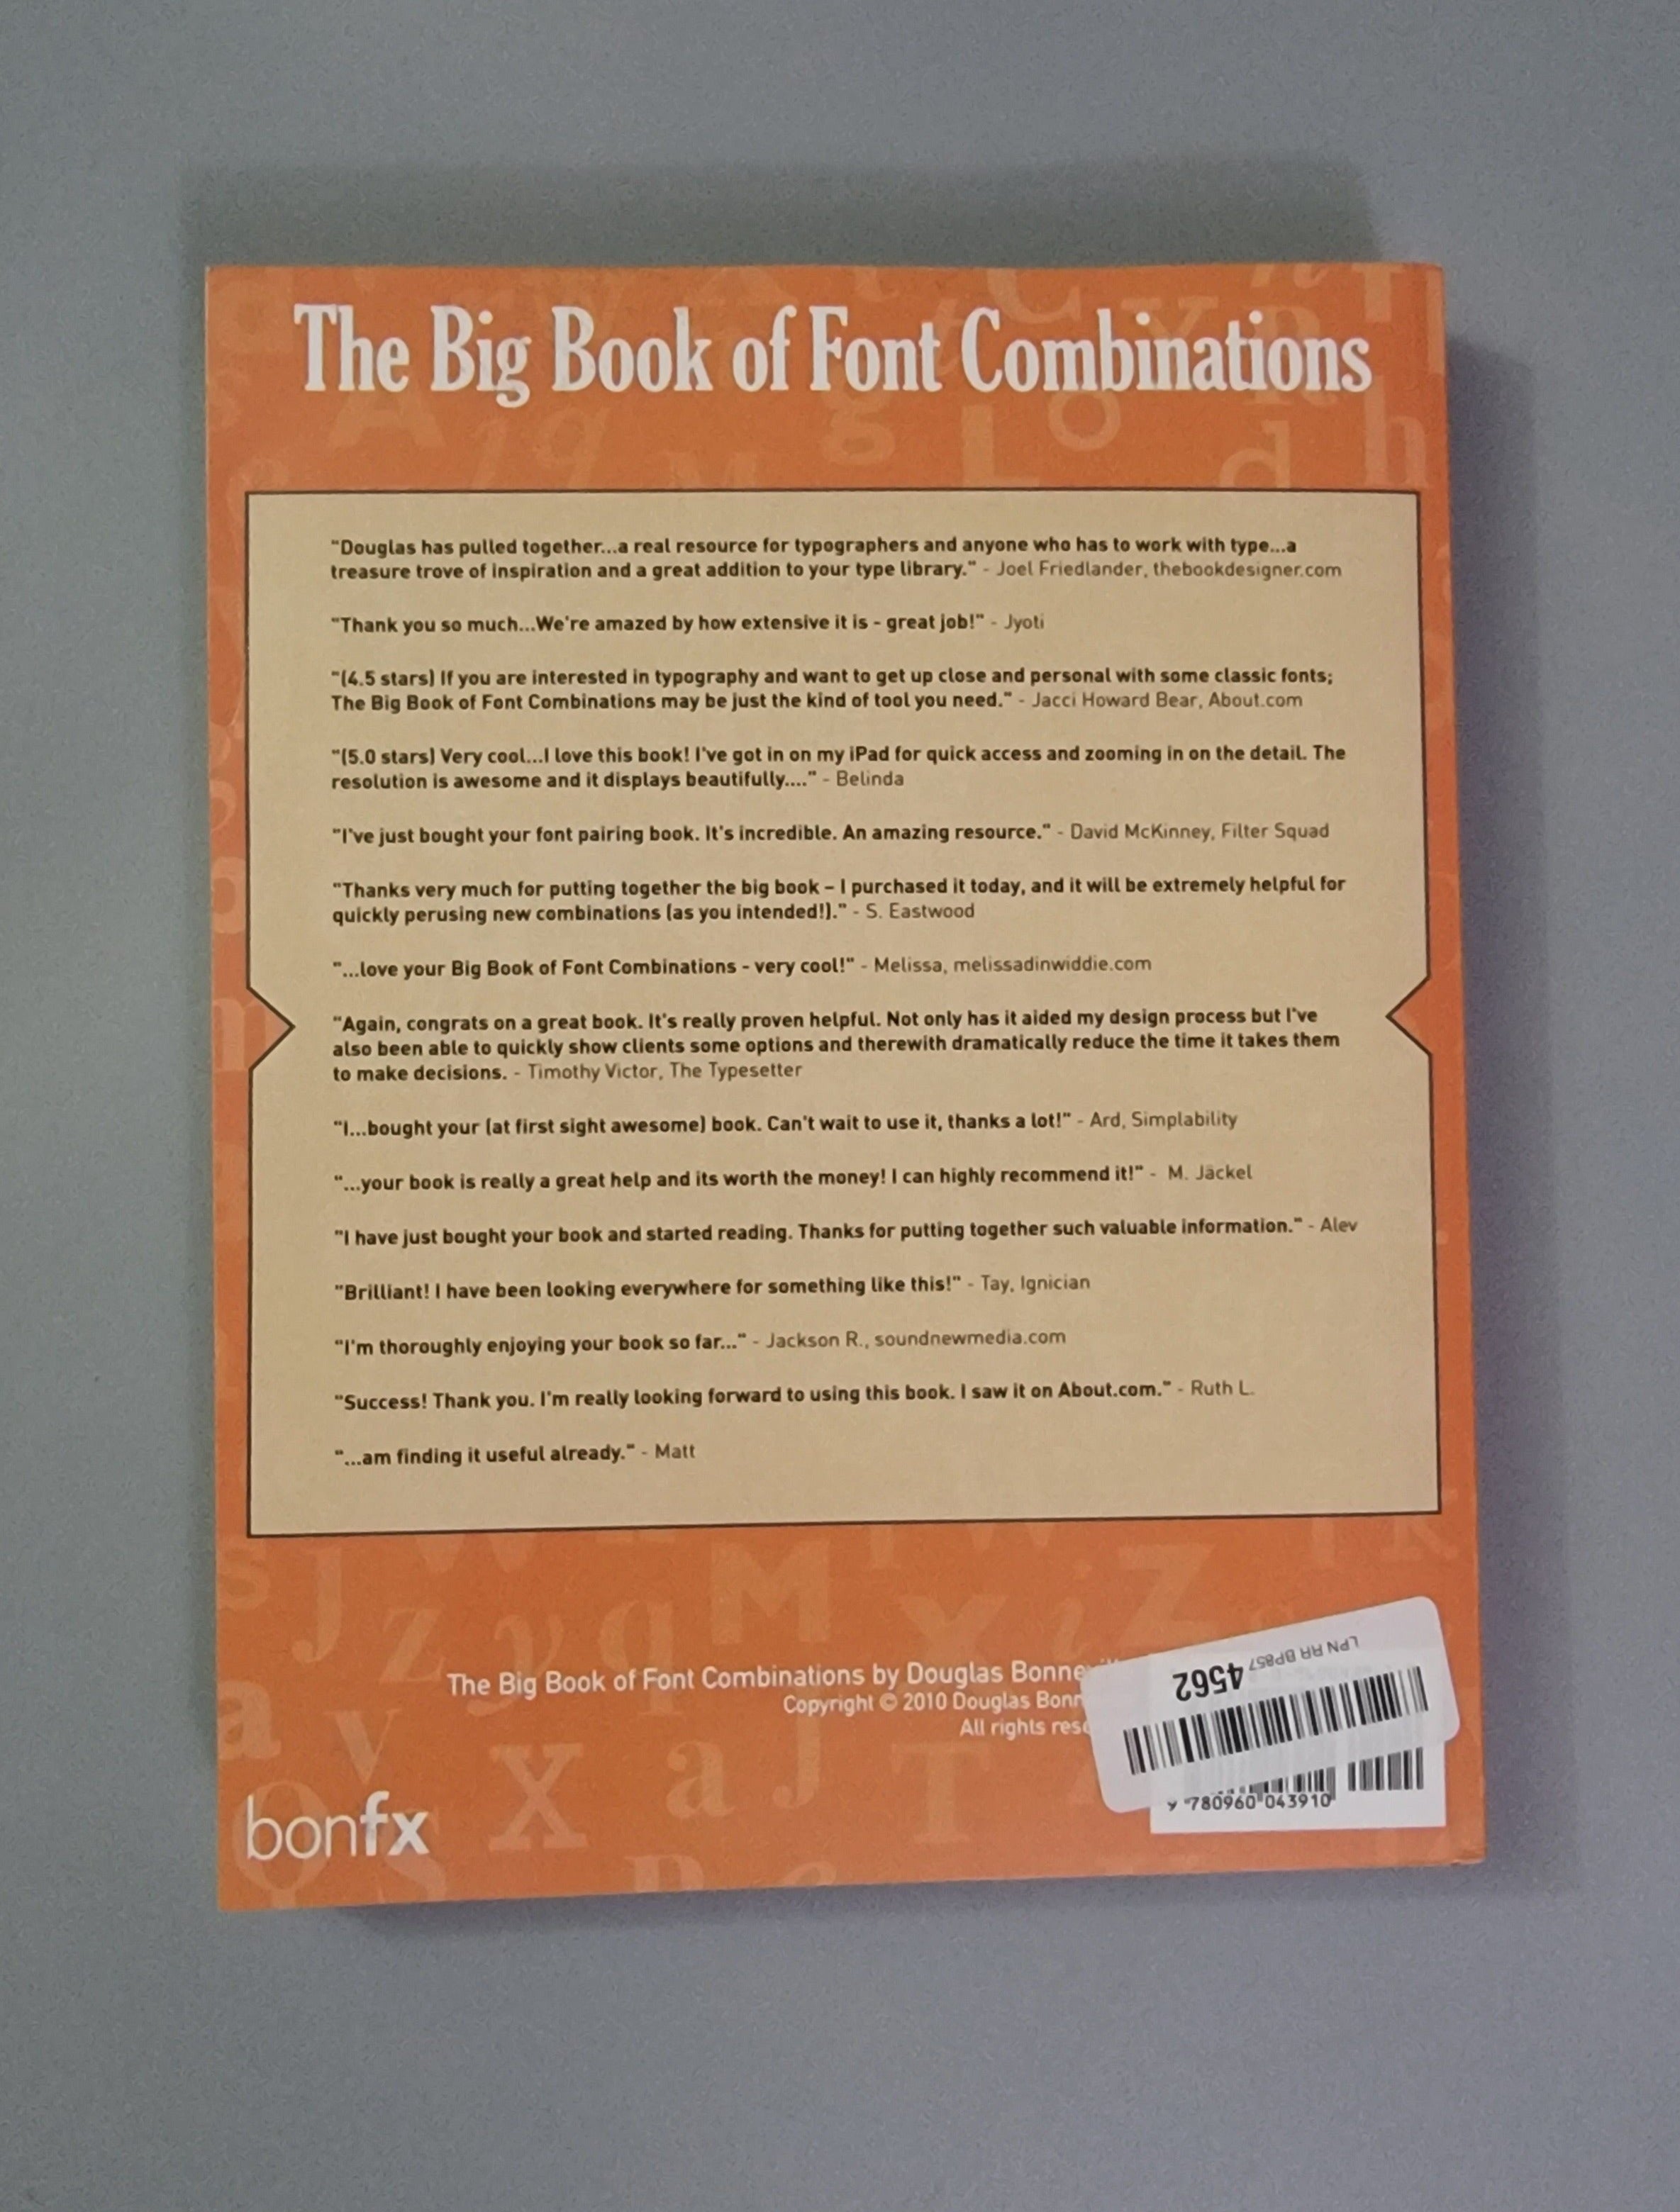 The Big Book of Font Combinations
"Douglas has pulled together...a real resource for typographers and anyone who has to work with type...a
treasure trove of inspiration and a great addition to your type library." - Joel Friedlander, thebookdesigner.com
"Thank you so much...We're amazed by how extensive it is - great job!" - Jyoti
"(4.5 stars) If you are interested in typography and want to get up close and personal with some classic fonts;
The Big Book of Font Combinations may be just the kind of tool you need." - Jacci Howard Bear, About.com
"(5.0 stars) Very cool...I love this book! I've got in on my iPad for quick access and zooming in on the detail. The
resolution is awesome and it displays beautifully...." - Belinda
"I've just bought your font pairing book. It's incredible. An amazing resource." - David McKinney, Filter Squad
"Thanks very much for putting together the big book – I purchased it today, and it will be extremely helpful for
quickly perusing new combinations (as you intended!)." - S. Eastwood
"...love your Big Book of Font Combinations - very cool!" - Melissa, melissadinwiddie.com
"Again, congrats on a great book. It's really proven helpful. Not only has it aided my design process but I've
also been able to quickly show clients some options and therewith dramatically reduce the time it takes them
to make decisions. - Timothy Victor, The Typesetter
"I...bought your (at first sight awesome) book. Can't wait to use it, thanks a lot!" - Ard, Simplability
"...your book is really a great help and its worth the money! I can highly recommend it!" - M. Jäckel
"I have just bought your book and started reading. Thanks for putting together such valuable information." - Alev
"Brilliant! I have been looking everywhere for something like this!" - Tay, Ignician
"I'm thoroughly enjoying your book so far..." - Jackson R., soundnewmedia.com
"Success! Thank you. I'm really looking forward to using this book. I saw it on About.com." - Ruth L.
"...am finding it useful already." - Matt
The Big Book of Font Combinations by Douglas
Copyright © 2010 Douglas
All rights
LPN RR BP857 4562
9 780960 043910
bonfx